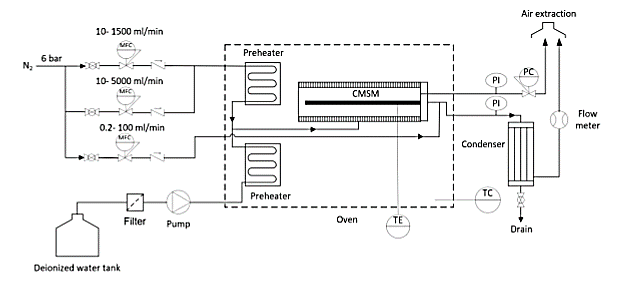 Air extraction
10- 1500 ml/min
MFC
6 bar
Preheater
N₂
10- 5000 ml/min
MFC
CMSM
PI
PC
PI
0.2- 100 ml/min
MFC
Flow
meter
Condenser
Preheater
TC
Filter
Pump
Oven
TE
Drain
Deionized water tank